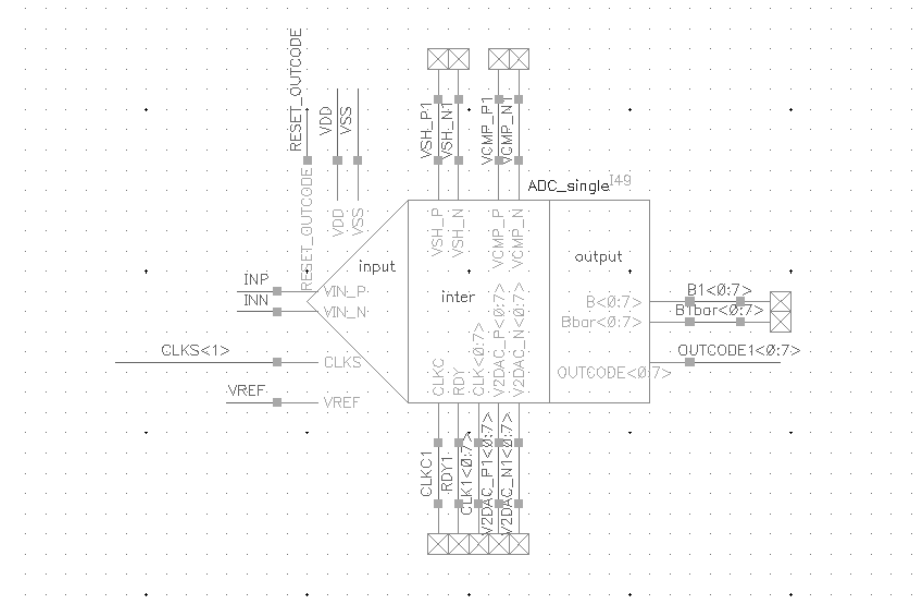 RESET_OUTCODE
VDD
VSS
VSH_P1
VSH_N1
VCMP_P1
VCMP_N1
ADC_single
I49
RESET_OUTCODE
VDD
VSS
VSH_P
VSH_N
VCMP_P
VCMP_N
input
output
inter
INP
VIN_P
INN
VIN_N
B<0:7>
B1<0:7>
Bbar<0:7>
B1bar<0:7>
CLKS<1>
CLKS
OUTCODE<0:7>
OUTCODE1<0:7>
VREF
VREF
CLKC
RDY
CLK<0:7>
V2DAC_P<0:7>
V2DAC_N<0:7>
CLKC1
RDY1
CLK1<0:7>
V2DAC_P1<0:7>
V2DAC_N1<0:7>